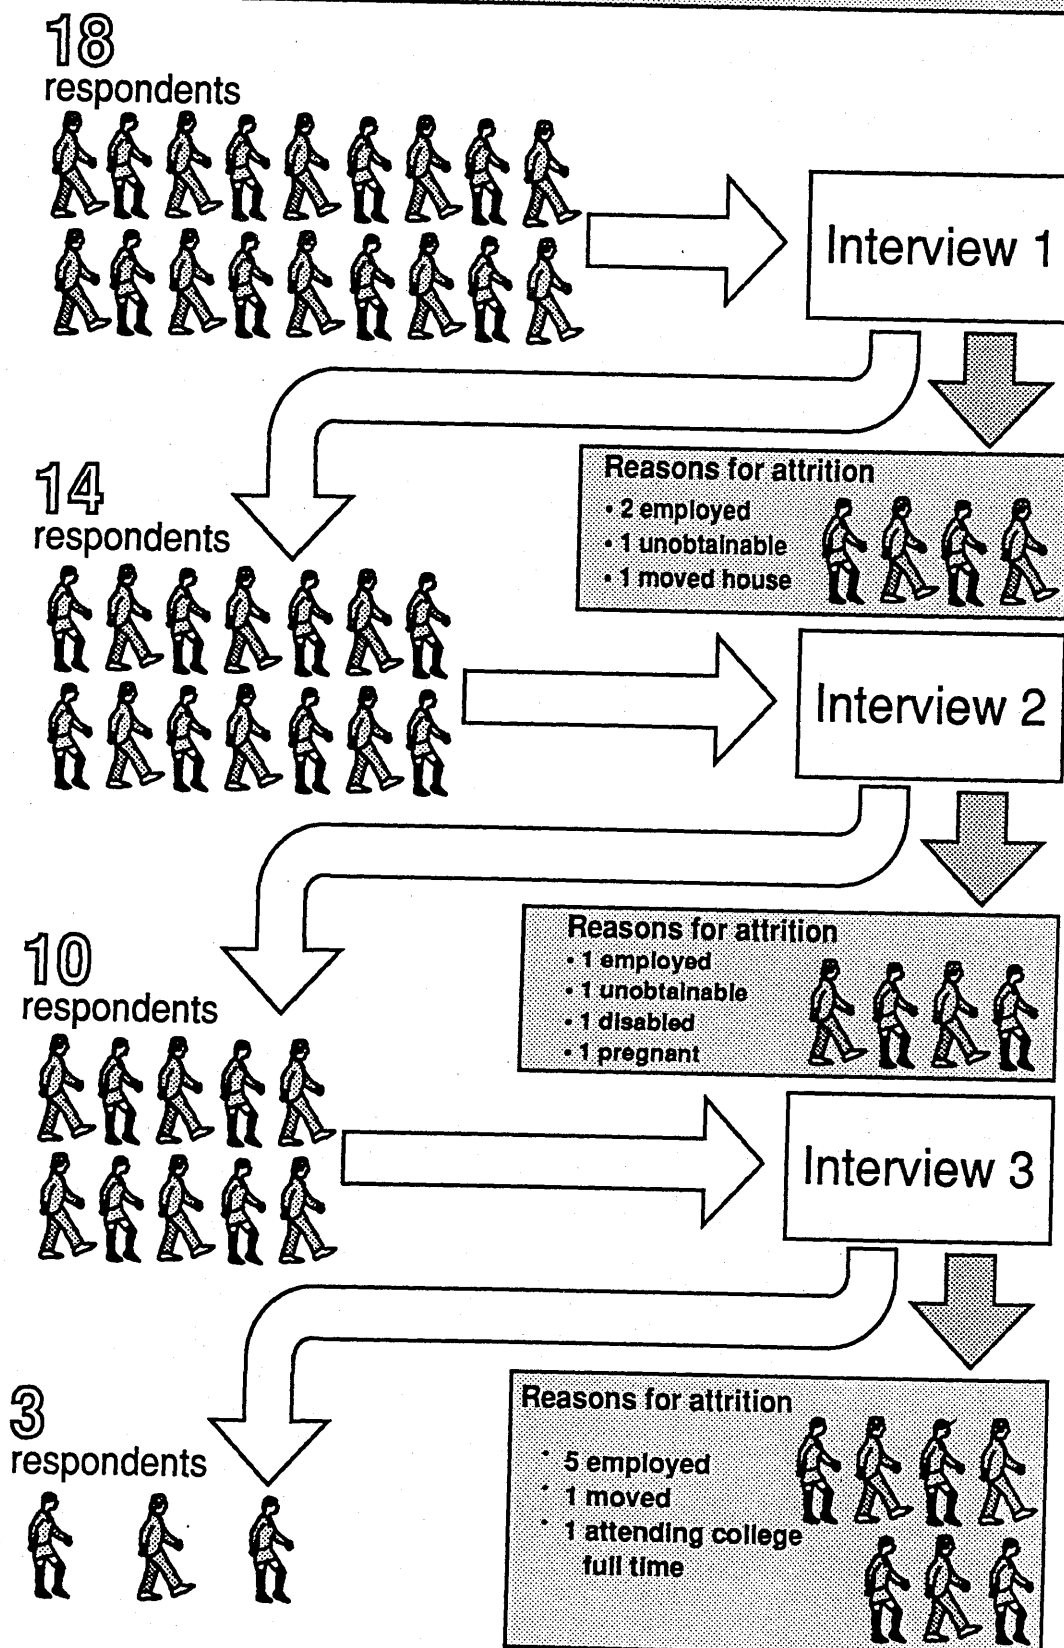 18
respondents
Interview 1
Reasons for attrition
• 2 employed
• 1 unobtainable
• 1 moved house
14
respondents
Interview 2
Reasons for attrition
• 1 employed
• 1 unobtainable
• 1 disabled
• 1 pregnant
10
respondents
Interview 3
Reasons for attrition
• 5 employed
• 1 moved
• 1 attending college
full time
3
respondents